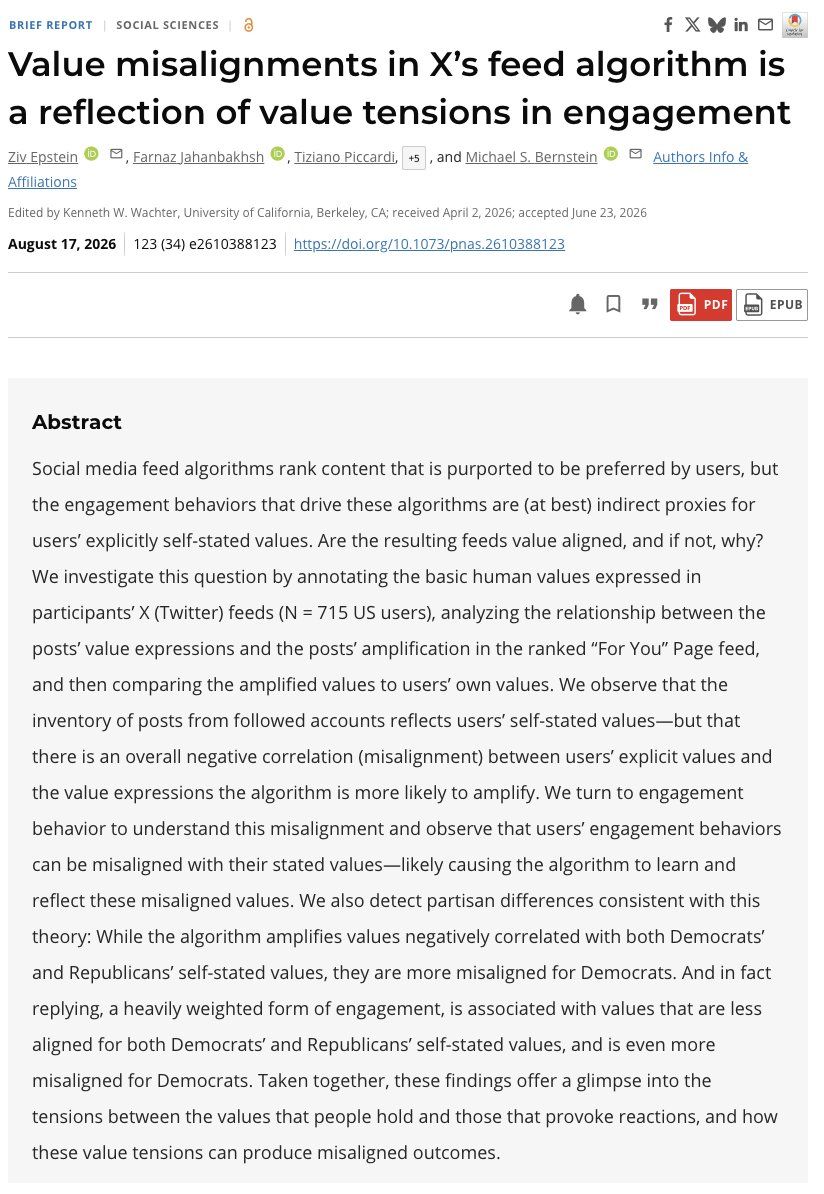 BRIEF REPORT | SOCIAL SCIENCES |
Value misalignments in X’s feed algorithm is
a reflection of value tensions in engagement
Ziv Epstein, Farnaz Jahanbakhsh, Tiziano Piccardi, +5, and Michael S. Bernstein Authors Info &
Affiliations
Edited by Kenneth W. Wachter, University of California, Berkeley, CA; received April 2, 2026; accepted June 23, 2026
August 17, 2026 | 123 (34) e2610388123 | https://doi.org/10.1073/pnas.2610388123
PDF EPUB
Abstract
Social media feed algorithms rank content that is purported to be preferred by users, but
the engagement behaviors that drive these algorithms are (at best) indirect proxies for
users’ explicitly self-stated values. Are the resulting feeds value aligned, and if not, why?
We investigate this question by annotating the basic human values expressed in
participants’ X (Twitter) feeds (N = 715 US users), analyzing the relationship between the
posts’ value expressions and the posts’ amplification in the ranked “For You” Page feed,
and then comparing the amplified values to users’ own values. We observe that the
inventory of posts from followed accounts reflects users’ self-stated values—but that
there is an overall negative correlation (misalignment) between users’ explicit values and
the value expressions the algorithm is more likely to amplify. We turn to engagement
behavior to understand this misalignment and observe that users’ engagement behaviors
can be misaligned with their stated values—likely causing the algorithm to learn and
reflect these misaligned values. We also detect partisan differences consistent with this
theory: While the algorithm amplifies values negatively correlated with both Democrats’
and Republicans’ self-stated values, they are more misaligned for Democrats. And in fact
replying, a heavily weighted form of engagement, is associated with values that are less
aligned for both Democrats’ and Republicans’ self-stated values, and is even more
misaligned for Democrats. Taken together, these findings offer a glimpse into the
tensions between the values that people hold and those that provoke reactions, and how
these value tensions can produce misaligned outcomes.